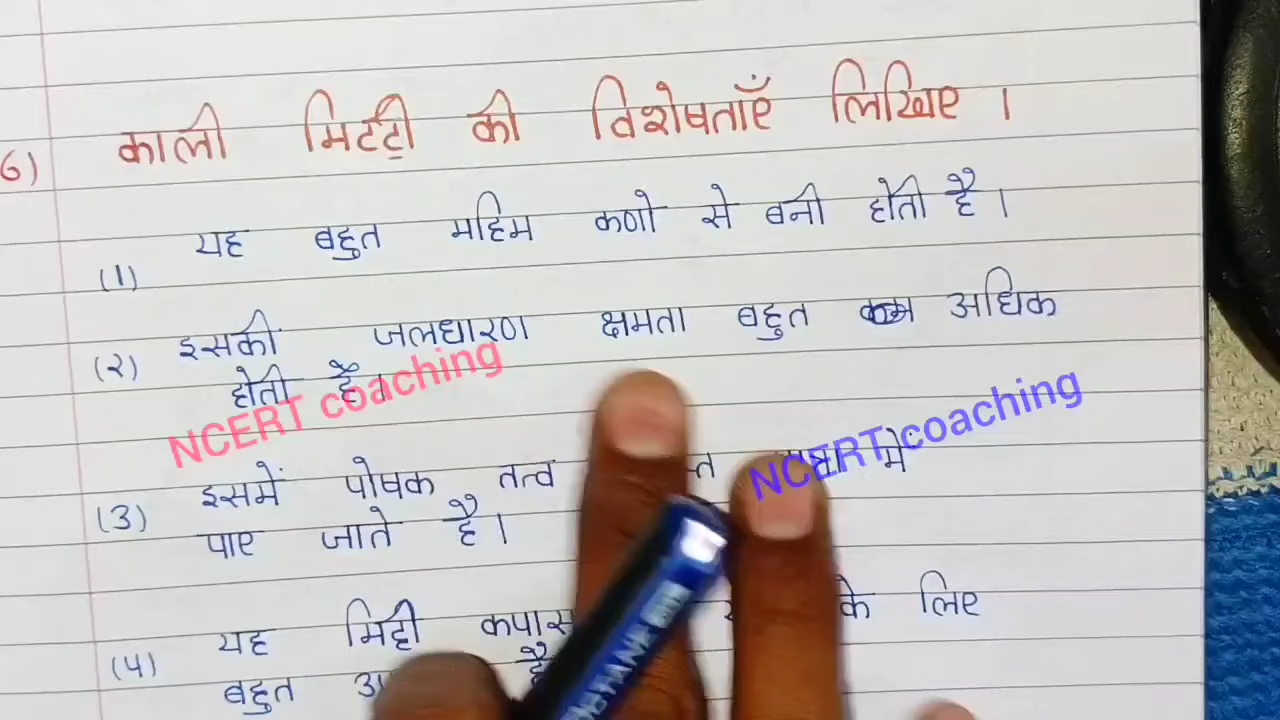 6) काली मिटटी की विशेषताएँ लिखिए ।
(1) यह बहुत महिम कणो से बनी होती है ।
(2) इसकी जलधारण क्षमता बहुत अधिक
होती है ।
NCERT coaching
NCERT coaching
(3) इसमें पोषक तत्व में
पाए जाते है ।
(4) यह मिट्टी कपास के लिए
बहुत है